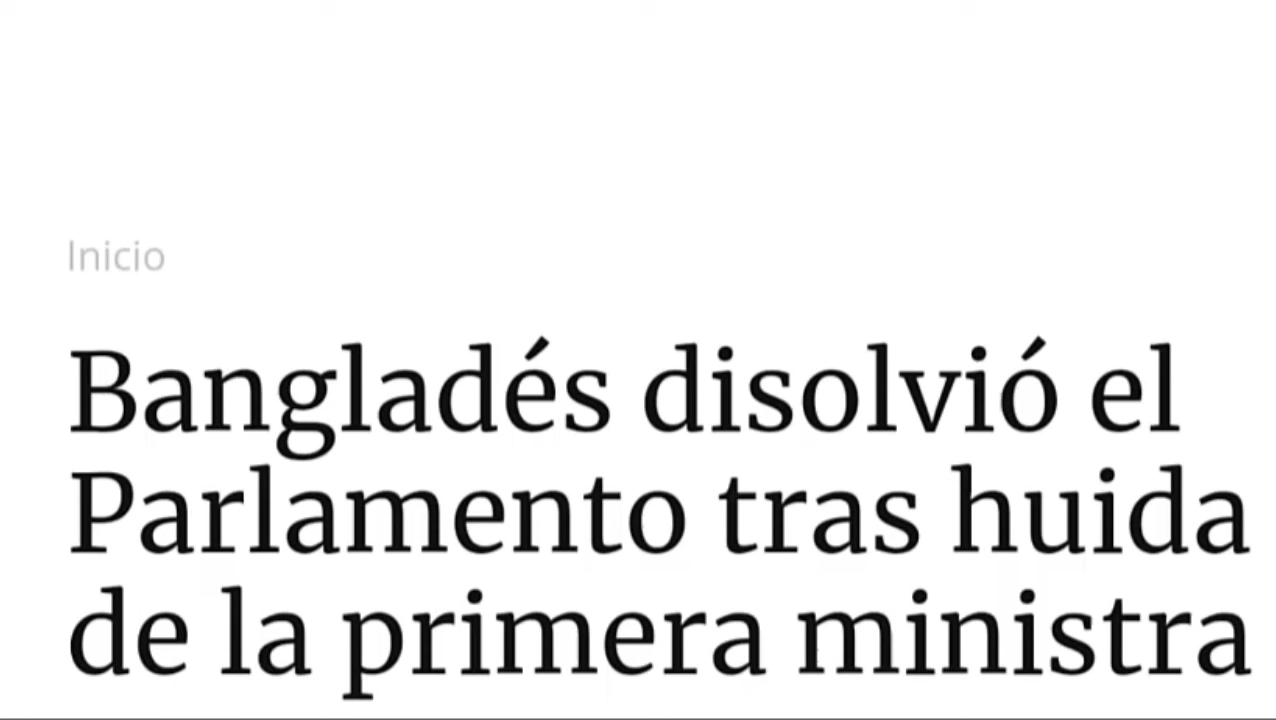 Inicio
Bangladés disolvió el
Parlamento tras huida
de la primera ministra